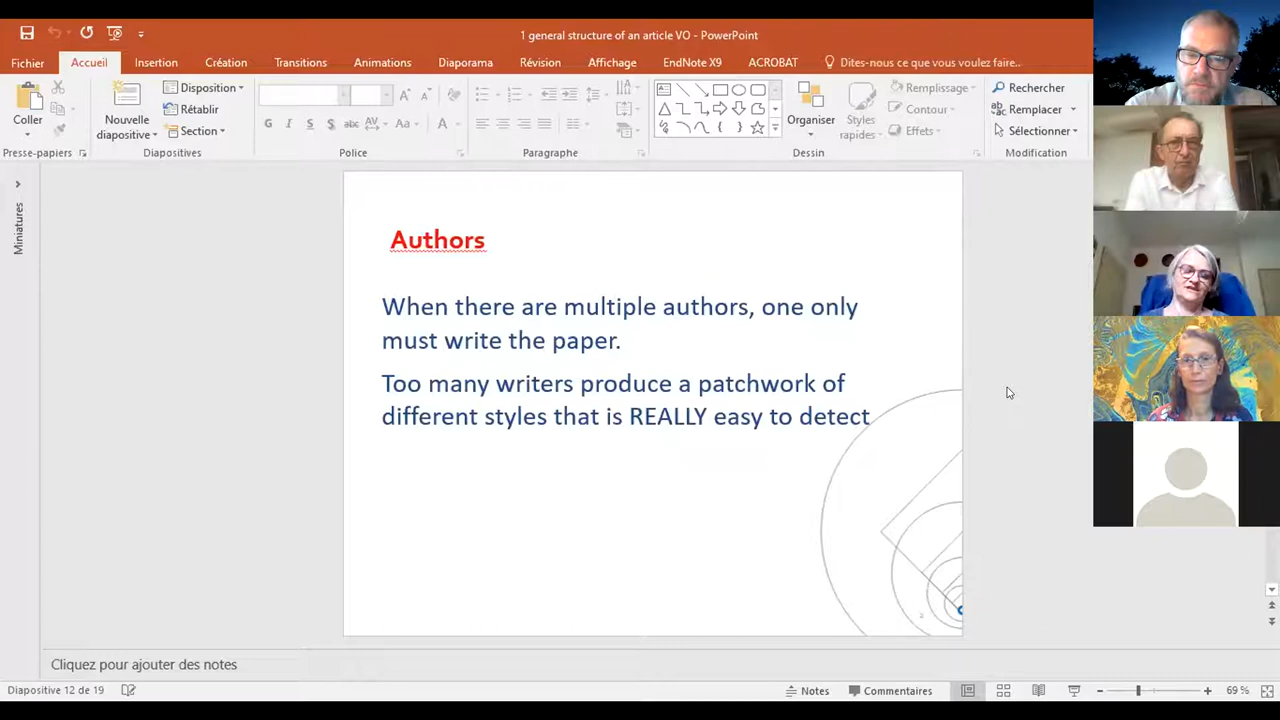 1 general structure of an article VO - PowerPoint
Fichier Accueil Insertion Création Transitions Animations Diaporama Révision Affichage EndNote X9 ACROBAT Dites-nous ce que vous voulez faire...
Coller
Presse-papiers
Nouvelle
diapositive
Disposition
Rétablir
Section
Diapositives
G I S S abc AV Aa A
Police
Paragraphe
Organiser
Styles
rapides
Remplissage
Contour
Effets
Dessin
Rechercher
Remplacer
Sélectionner
Modification
Miniatures
Authors
When there are multiple authors, one only
must write the paper.
Too many writers produce a patchwork of
different styles that is REALLY easy to detect
2
Cliquez pour ajouter des notes
Diapositive 12 de 19 Notes Commentaires 69 %